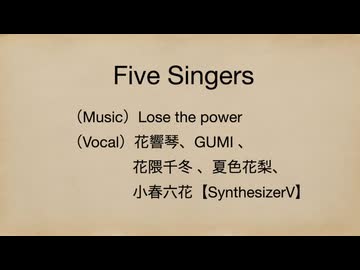 Five Singers
（Music）Lose the power
（Vocal）花響琴、GUMI 、
花隈千冬 、夏色花梨、
小春六花【SynthesizerV】